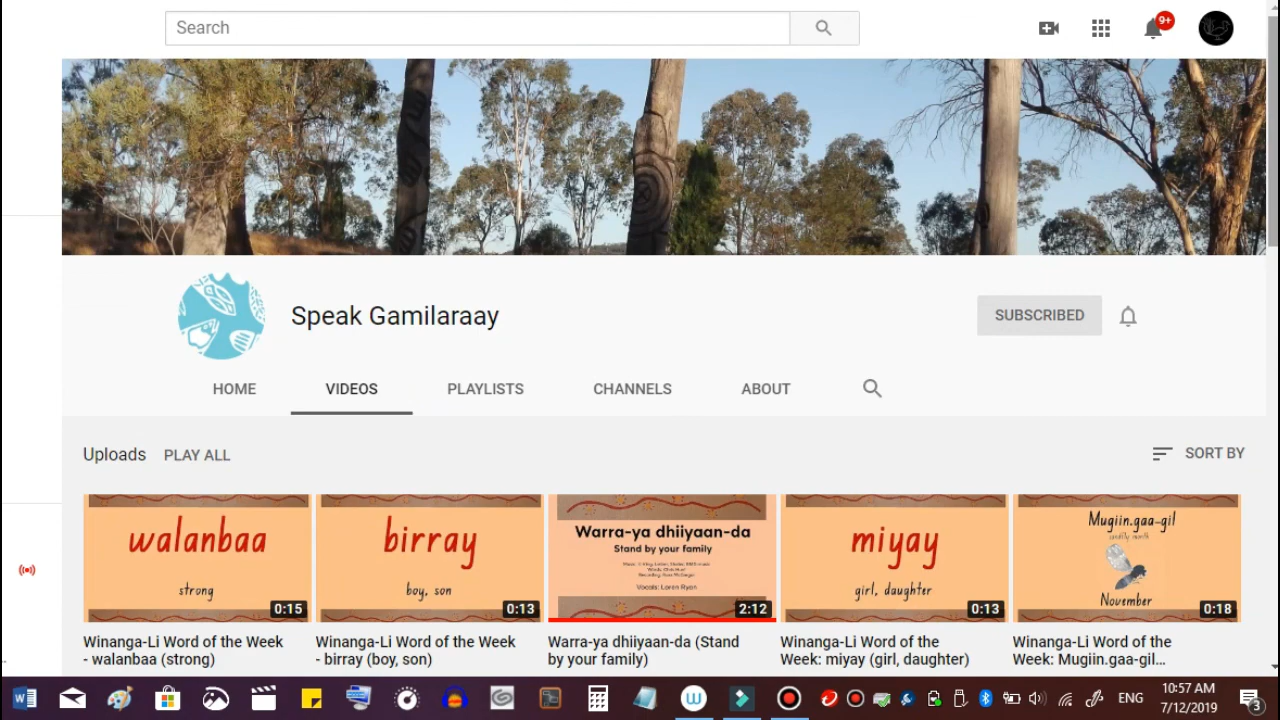 Search
9+
Speak Gamilaraay
SUBSCRIBED
HOME VIDEOS PLAYLISTS CHANNELS ABOUT
Uploads PLAY ALL
SORT BY
walanbaa
strong
0:15
birray
boy, son
0:13
Warra-ya dhiiyaan-da
Stand by your family
Vocals: Loren Ryan
2:12
miyay
girl, daughter
0:13
Mugiin.gaa-gil
November
0:18
Winanga-Li Word of the Week
- walanbaa (strong)
Winanga-Li Word of the Week
- birray (boy, son)
Warra-ya dhiiyaan-da (Stand
by your family)
Winanga-Li Word of the
Week: miyay (girl, daughter)
Winanga-Li Word of the
Week: Mugiin.gaa-gil...
ENG
10:57 AM
7/12/2019
3